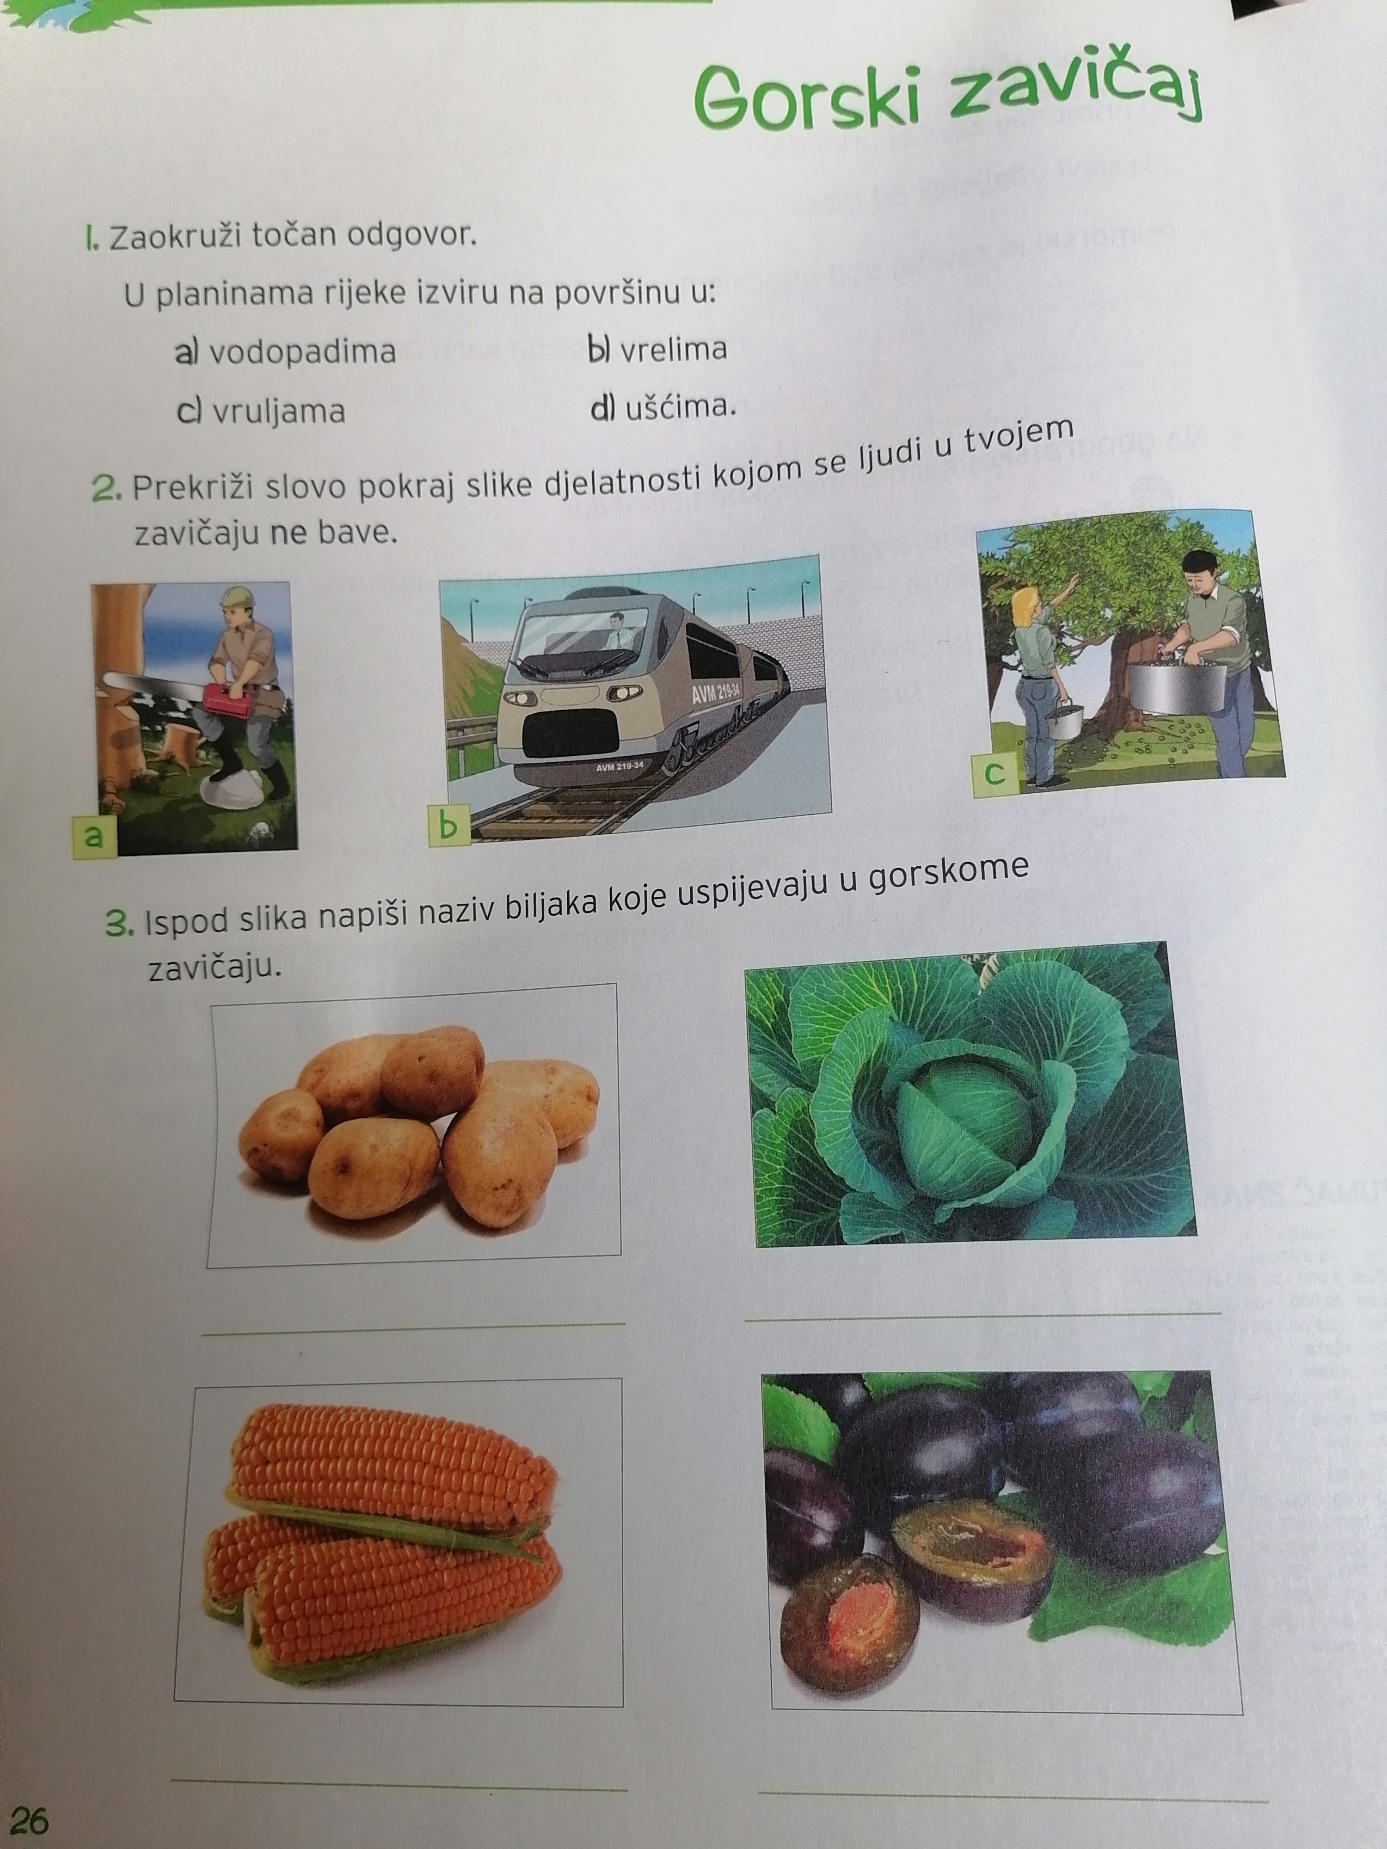 Gorski zavičaj
1. Zaokruži točan odgovor.
U planinama rijeke izviru na površinu u:
a) vodopadima b) vrelima
c) vruljama d) ušćima.
2. Prekriži slovo pokraj slike djelatnosti kojom se ljudi u tvojem
zavičaju ne bave.
AVM 219-34
AVM 219-34
a
b
c
3. Ispod slika napiši naziv biljaka koje uspijevaju u gorskome
zavičaju.
26